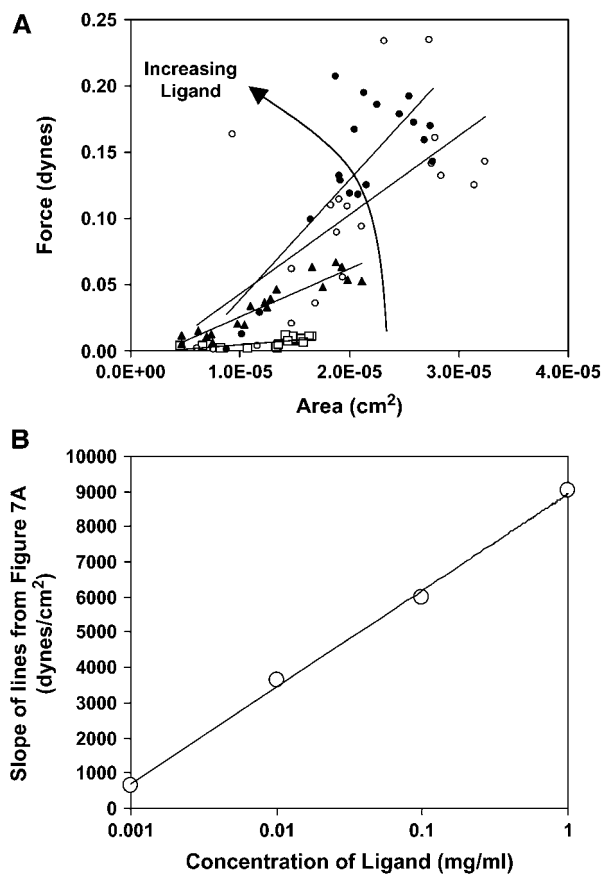 A
Increasing
Ligand
Force (dynes)
0.25
0.20
0.15
0.10
0.05
0.00
0.0E+00
1.0E-05
2.0E-05
3.0E-05
4.0E-05
Area (cm²)
B
Slope of lines from Figure 7A
(dynes/cm²)
10000
9000
8000
7000
6000
5000
4000
3000
2000
1000
0
0.001
0.01
0.1
1
Concentration of Ligand (mg/ml)